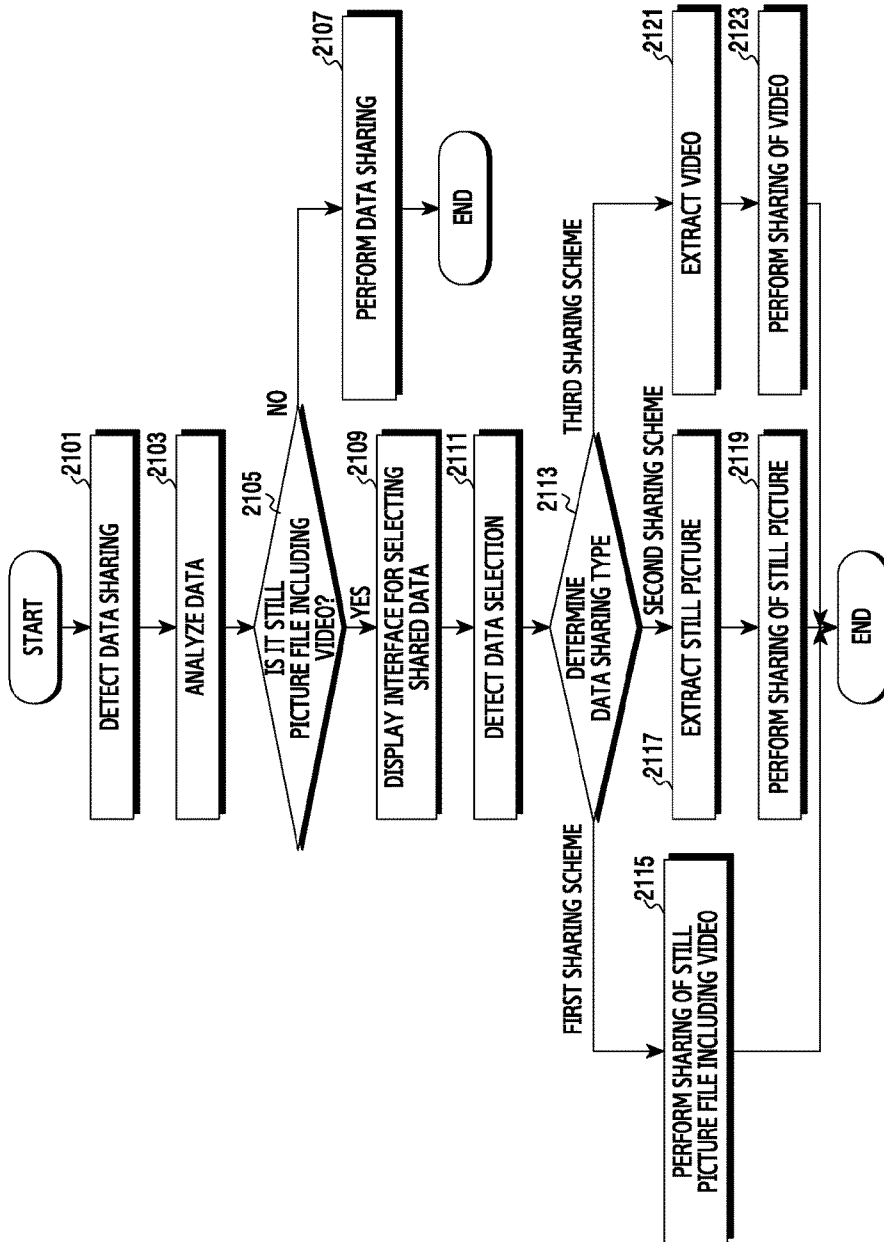 START
2101
DETECT DATA SHARING
2103
ANALYZE DATA
2105
IS IT STILL
PICTURE FILE INCLUDING
VIDEO?
NO
2107
PERFORM DATA SHARING
END
YES
2109
DISPLAY INTERFACE FOR SELECTING
SHARED DATA
2111
DETECT DATA SELECTION
2113
DETERMINE
DATA SHARING TYPE
FIRST SHARING SCHEME
2115
PERFORM SHARING OF STILL
PICTURE FILE INCLUDING VIDEO
SECOND SHARING SCHEME
2117
EXTRACT STILL PICTURE
2119
PERFORM SHARING OF STILL PICTURE
THIRD SHARING SCHEME
2121
EXTRACT VIDEO
2123
PERFORM SHARING OF VIDEO
END